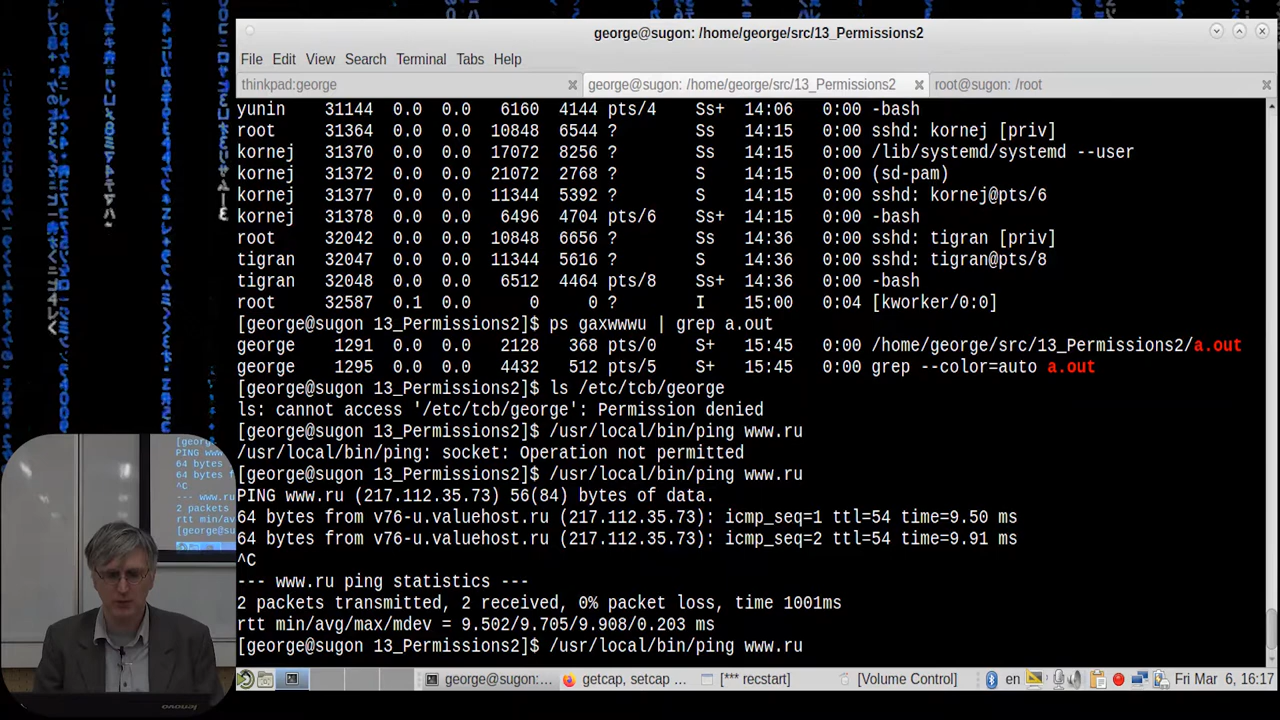 george@sugon: /home/george/src/13_Permissions2
File Edit View Search Terminal Tabs Help
thinkpad:george
george@sugon: /home/george/src/13_Permissions2
root@sugon: /root
yunin 31144 0.0 0.0 6160 4144 pts/4 Ss+ 14:06 0:00 -bash
root 31364 0.0 0.0 10848 6544 ? Ss 14:15 0:00 sshd: kornej [priv]
kornej 31370 0.0 0.0 17072 8256 ? Ss 14:15 0:00 /lib/systemd/systemd --user
kornej 31372 0.0 0.0 21072 2768 ? S 14:15 0:00 (sd-pam)
kornej 31377 0.0 0.0 11344 5392 ? S 14:15 0:00 sshd: kornej@pts/6
kornej 31378 0.0 0.0 6496 4704 pts/6 Ss+ 14:15 0:00 -bash
root 32042 0.0 0.0 10848 6656 ? Ss 14:36 0:00 sshd: tigran [priv]
tigran 32047 0.0 0.0 11344 5616 ? S 14:36 0:00 sshd: tigran@pts/8
tigran 32048 0.0 0.0 6512 4464 pts/8 Ss+ 14:36 0:00 -bash
root 32587 0.1 0.0 0 0 ? I 15:00 0:04 [kworker/0:0]
[george@sugon 13_Permissions2]$ ps gaxwwwu | grep a.out
george 1291 0.0 0.0 2128 368 pts/0 S+ 15:45 0:00 /home/george/src/13_Permissions2/a.out
george 1295 0.0 0.0 4432 512 pts/5 S+ 15:45 0:00 grep --color=auto a.out
[george@sugon 13_Permissions2]$ ls /etc/tcb/george
ls: cannot access '/etc/tcb/george': Permission denied
[george@sugon 13_Permissions2]$ /usr/local/bin/ping www.ru
/usr/local/bin/ping: socket: Operation not permitted
[george@sugon 13_Permissions2]$ /usr/local/bin/ping www.ru
PING www.ru (217.112.35.73) 56(84) bytes of data.
64 bytes from v76-u.valuehost.ru (217.112.35.73): icmp_seq=1 ttl=54 time=9.50 ms
64 bytes from v76-u.valuehost.ru (217.112.35.73): icmp_seq=2 ttl=54 time=9.91 ms
^C
--- www.ru ping statistics ---
2 packets transmitted, 2 received, 0% packet loss, time 1001ms
rtt min/avg/max/mdev = 9.502/9.705/9.908/0.203 ms
[george@sugon 13_Permissions2]$ /usr/local/bin/ping www.ru
george@sugon:... getcap, setcap ... [*** recstart] [Volume Control] en Fri Mar 6, 16:17
[georg
PING www
64 bytes
64 bytes f
^C
--- www.ru
2 packets
rtt min/av
[george@su
lenovo